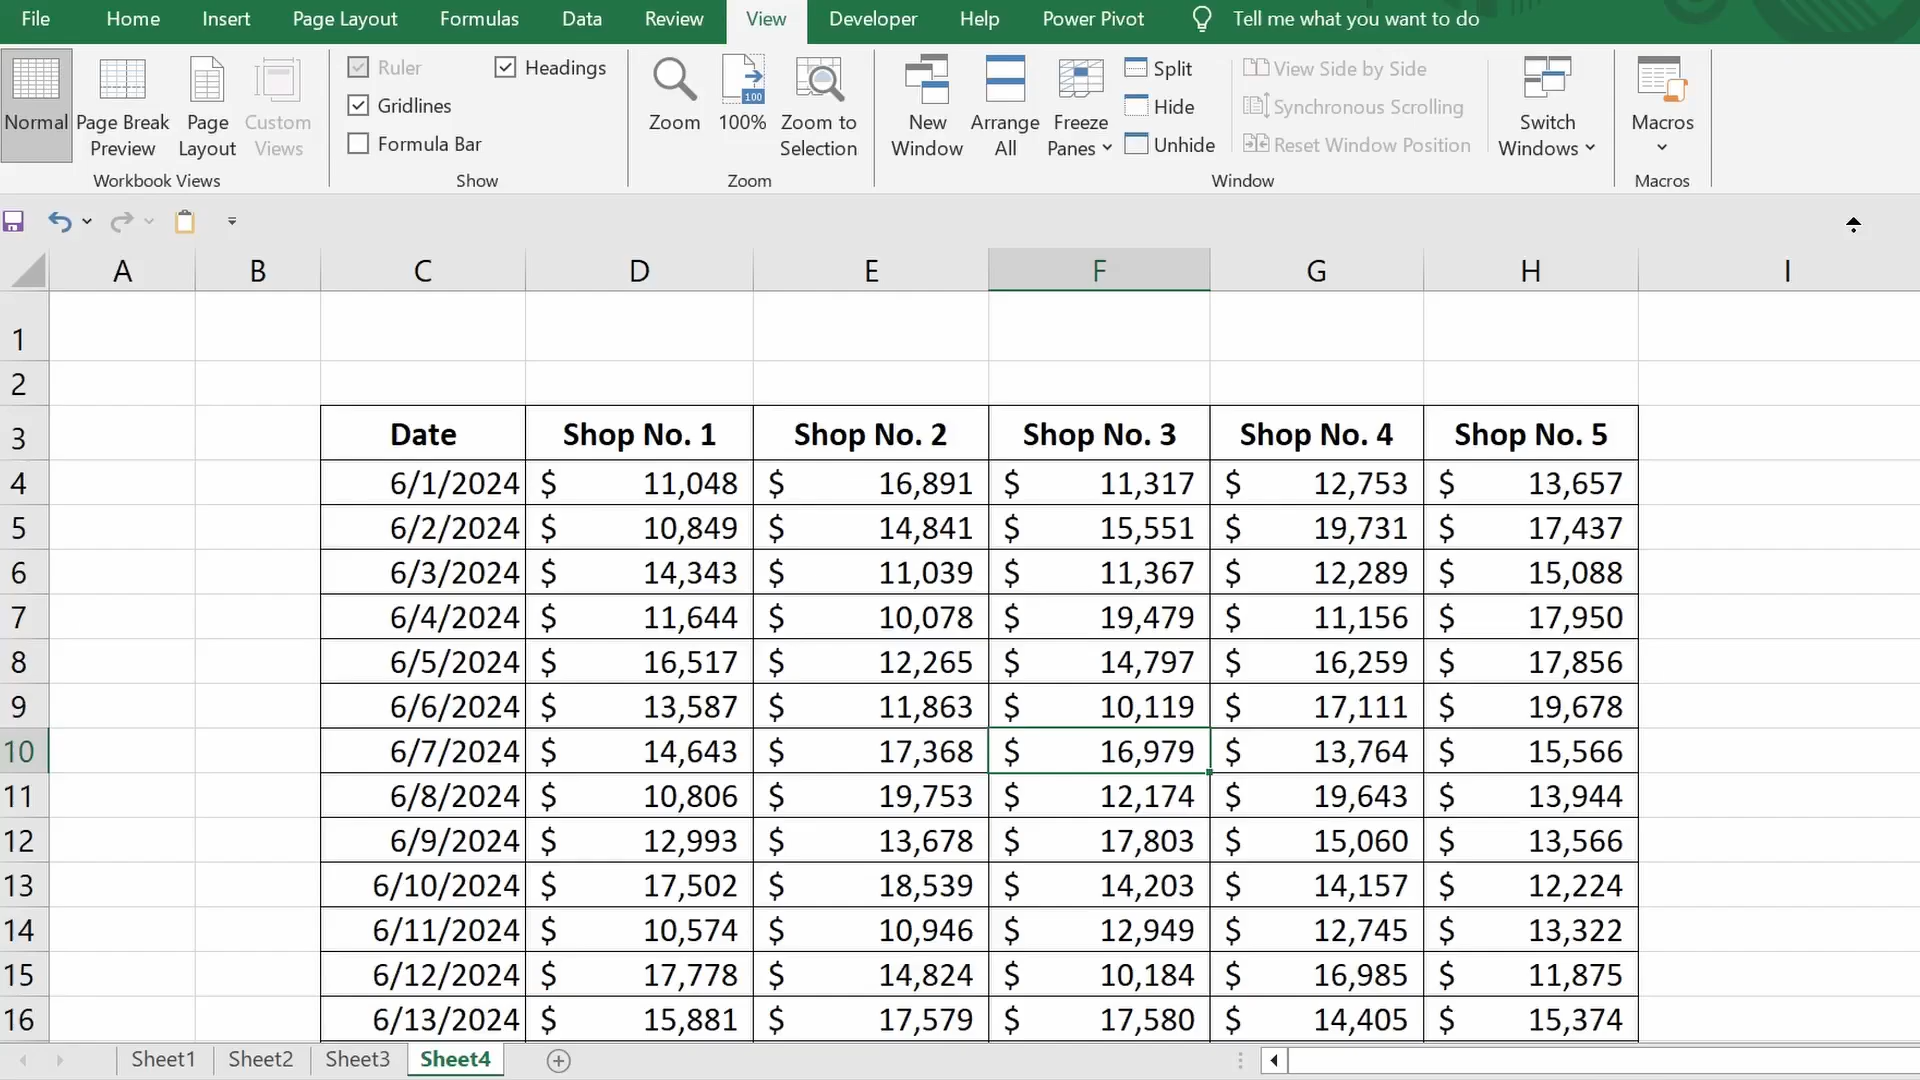 File Home Insert Page Layout Formulas Data Review View Developer Help Power Pivot Tell me what you want to do
Normal
Page Break Preview
Page Layout
Custom Views
Workbook Views
Ruler
Gridlines
Formula Bar
Headings
Show
Zoom
100
100%
Zoom to Selection
Zoom
New Window
Arrange All
Freeze Panes
Split
Hide
Unhide
View Side by Side
Synchronous Scrolling
Reset Window Position
Switch Windows
Window
Macros
Macros
A B C D E F G H I
1
2
3 Date Shop No. 1 Shop No. 2 Shop No. 3 Shop No. 4 Shop No. 5
4 6/1/2024 $ 11,048 $ 16,891 $ 11,317 $ 12,753 $ 13,657
5 6/2/2024 $ 10,849 $ 14,841 $ 15,551 $ 19,731 $ 17,437
6 6/3/2024 $ 14,343 $ 11,039 $ 11,367 $ 12,289 $ 15,088
7 6/4/2024 $ 11,644 $ 10,078 $ 19,479 $ 11,156 $ 17,950
8 6/5/2024 $ 16,517 $ 12,265 $ 14,797 $ 16,259 $ 17,856
9 6/6/2024 $ 13,587 $ 11,863 $ 10,119 $ 17,111 $ 19,678
10 6/7/2024 $ 14,643 $ 17,368 $ 16,979 $ 13,764 $ 15,566
11 6/8/2024 $ 10,806 $ 19,753 $ 12,174 $ 19,643 $ 13,944
12 6/9/2024 $ 12,993 $ 13,678 $ 17,803 $ 15,060 $ 13,566
13 6/10/2024 $ 17,502 $ 18,539 $ 14,203 $ 14,157 $ 12,224
14 6/11/2024 $ 10,574 $ 10,946 $ 12,949 $ 12,745 $ 13,322
15 6/12/2024 $ 17,778 $ 14,824 $ 10,184 $ 16,985 $ 11,875
16 6/13/2024 $ 15,881 $ 17,579 $ 17,580 $ 14,405 $ 15,374
Sheet1 Sheet2 Sheet3 Sheet4